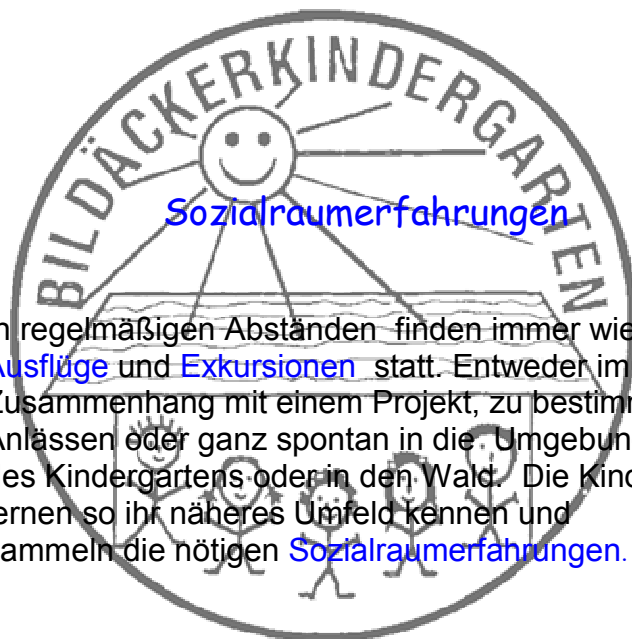 BILDÄCKERKINDERGARTEN
Sozialraumerfahrungen
n regelmäßigen Abständen finden immer wie
Ausflüge und Exkursionen statt. Entweder im
Zusammenhang mit einem Projekt, zu bestimm
Anlässen oder ganz spontan in die Umgebun
es Kindergartens oder in den Wald. Die Kind
ernen so ihr näheres Umfeld kennen und
ammeln die nötigen Sozialraumerfahrungen.